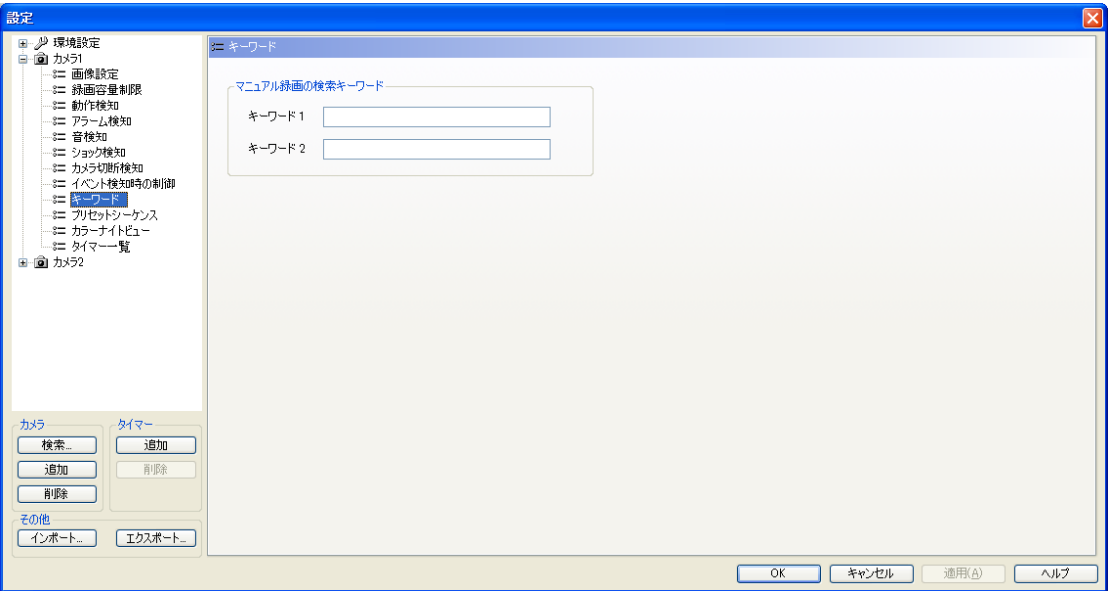 設定
環境設定
カメラ1
画像設定
録画容量制限
動作検知
アラーム検知
音検知
ショック検知
カメラ切断検知
イベント検知時の制御
キーワード
プリセットシーケンス
カラーナイトビュー
タイマー一覧
カメラ2
カメラ
検索...
追加
削除
タイマー
追加
削除
その他
インポート...
エクスポート...
キーワード
マニュアル録画の検索キーワード
キーワード 1
キーワード 2
OK
キャンセル
適用(A)
ヘルプ